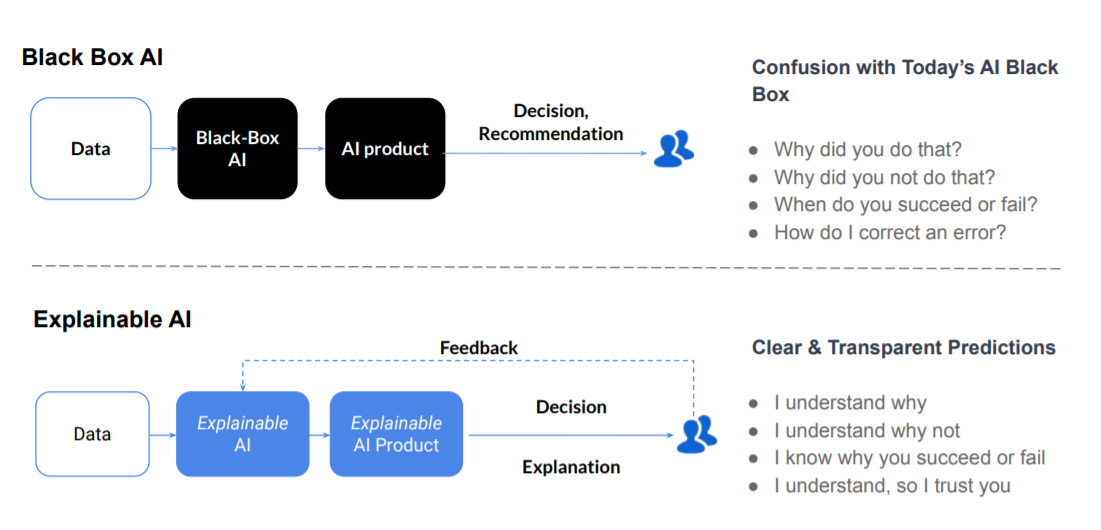 Black Box AI
Data
Black-Box
AI
AI product
Decision,
Recommendation
Confusion with Today’s AI Black
Box
● Why did you do that?
● Why did you not do that?
● When do you succeed or fail?
● How do I correct an error?
Explainable AI
Feedback
Data
Explainable
AI
Explainable
AI Product
Decision
Explanation
Clear & Transparent Predictions
● I understand why
● I understand why not
● I know why you succeed or fail
● I understand, so I trust you